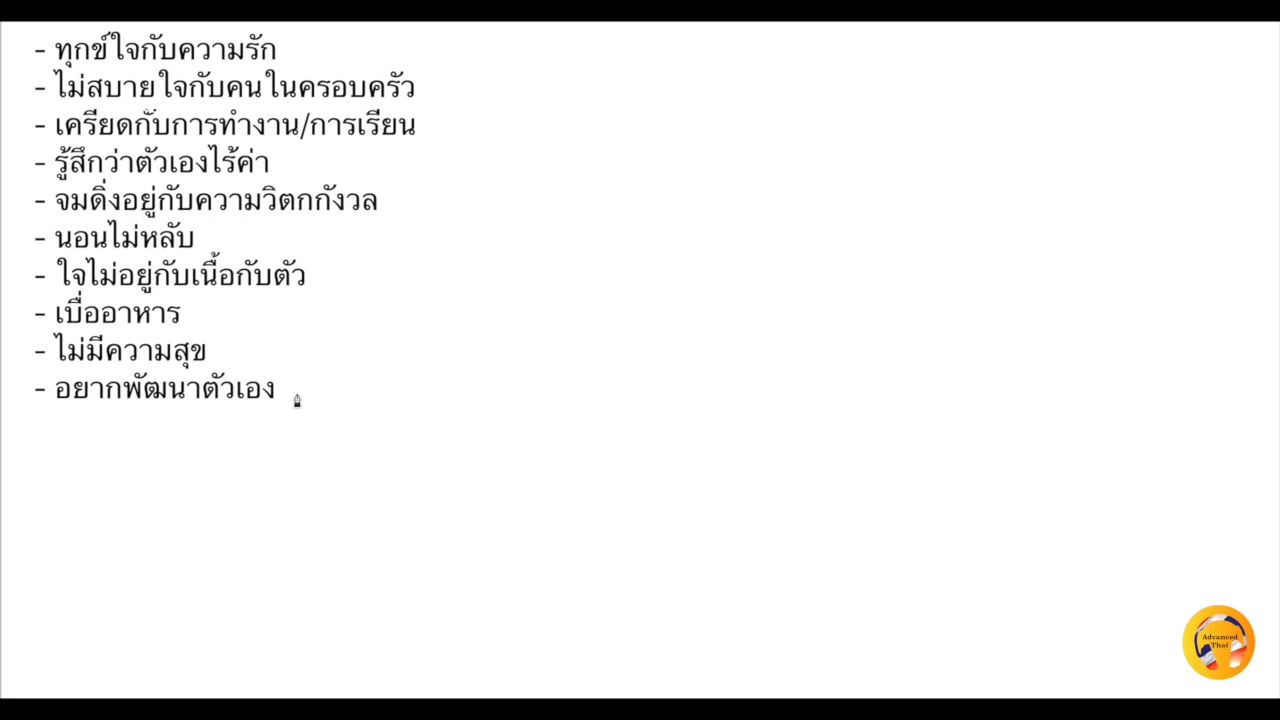 - ทุกข์ใจกับความรัก
- ไม่สบายใจกับคนในครอบครัว
- เครียดกับการทำงาน/การเรียน
- รู้สึกว่าตัวเองไร้ค่า
- จมดิ่งอยู่กับความวิตกกังวล
- นอนไม่หลับ
- ใจไม่อยู่กับเนื้อกับตัว
- เบื่ออาหาร
- ไม่มีความสุข
- อยากพัฒนาตัวเอง
Advanced
Thai